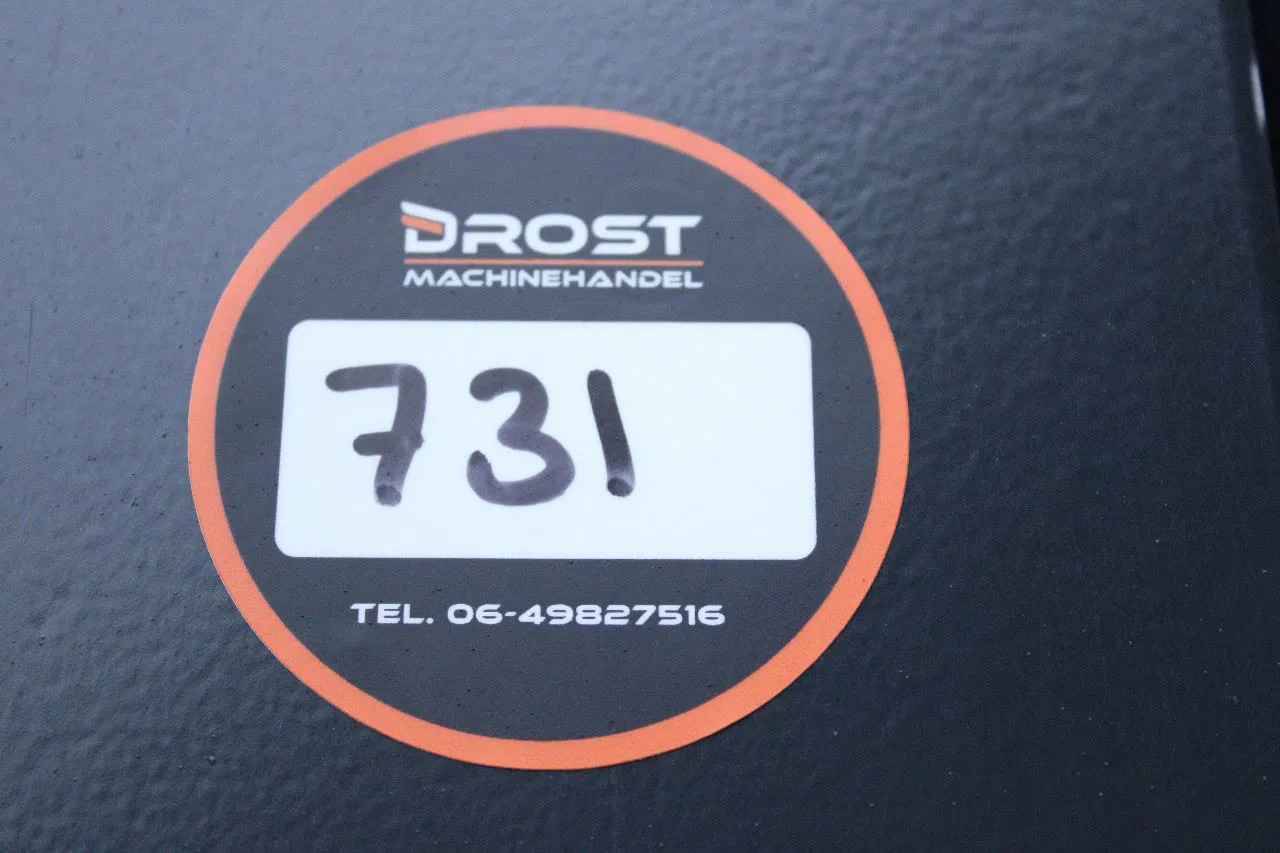 DROST
MACHINEHANDEL
731
TEL. 06-49827516